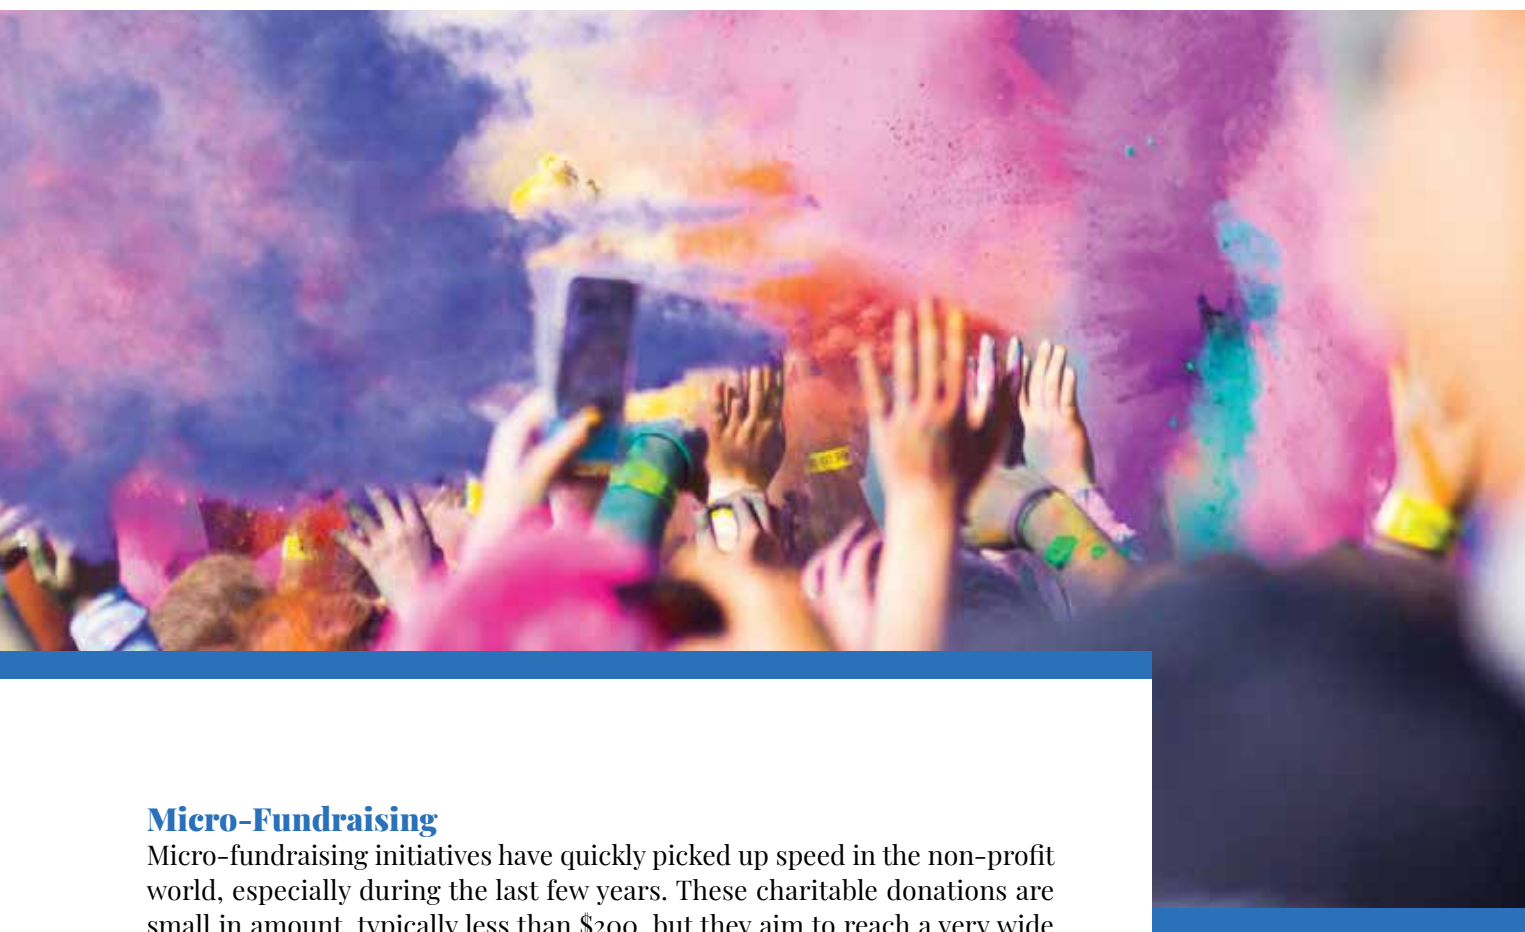 Micro-Fundraising
Micro-fundraising initiatives have quickly picked up speed in the non-profit
world, especially during the last few years. These charitable donations are
small in amount, typically less than $200, but they aim to reach a very wide